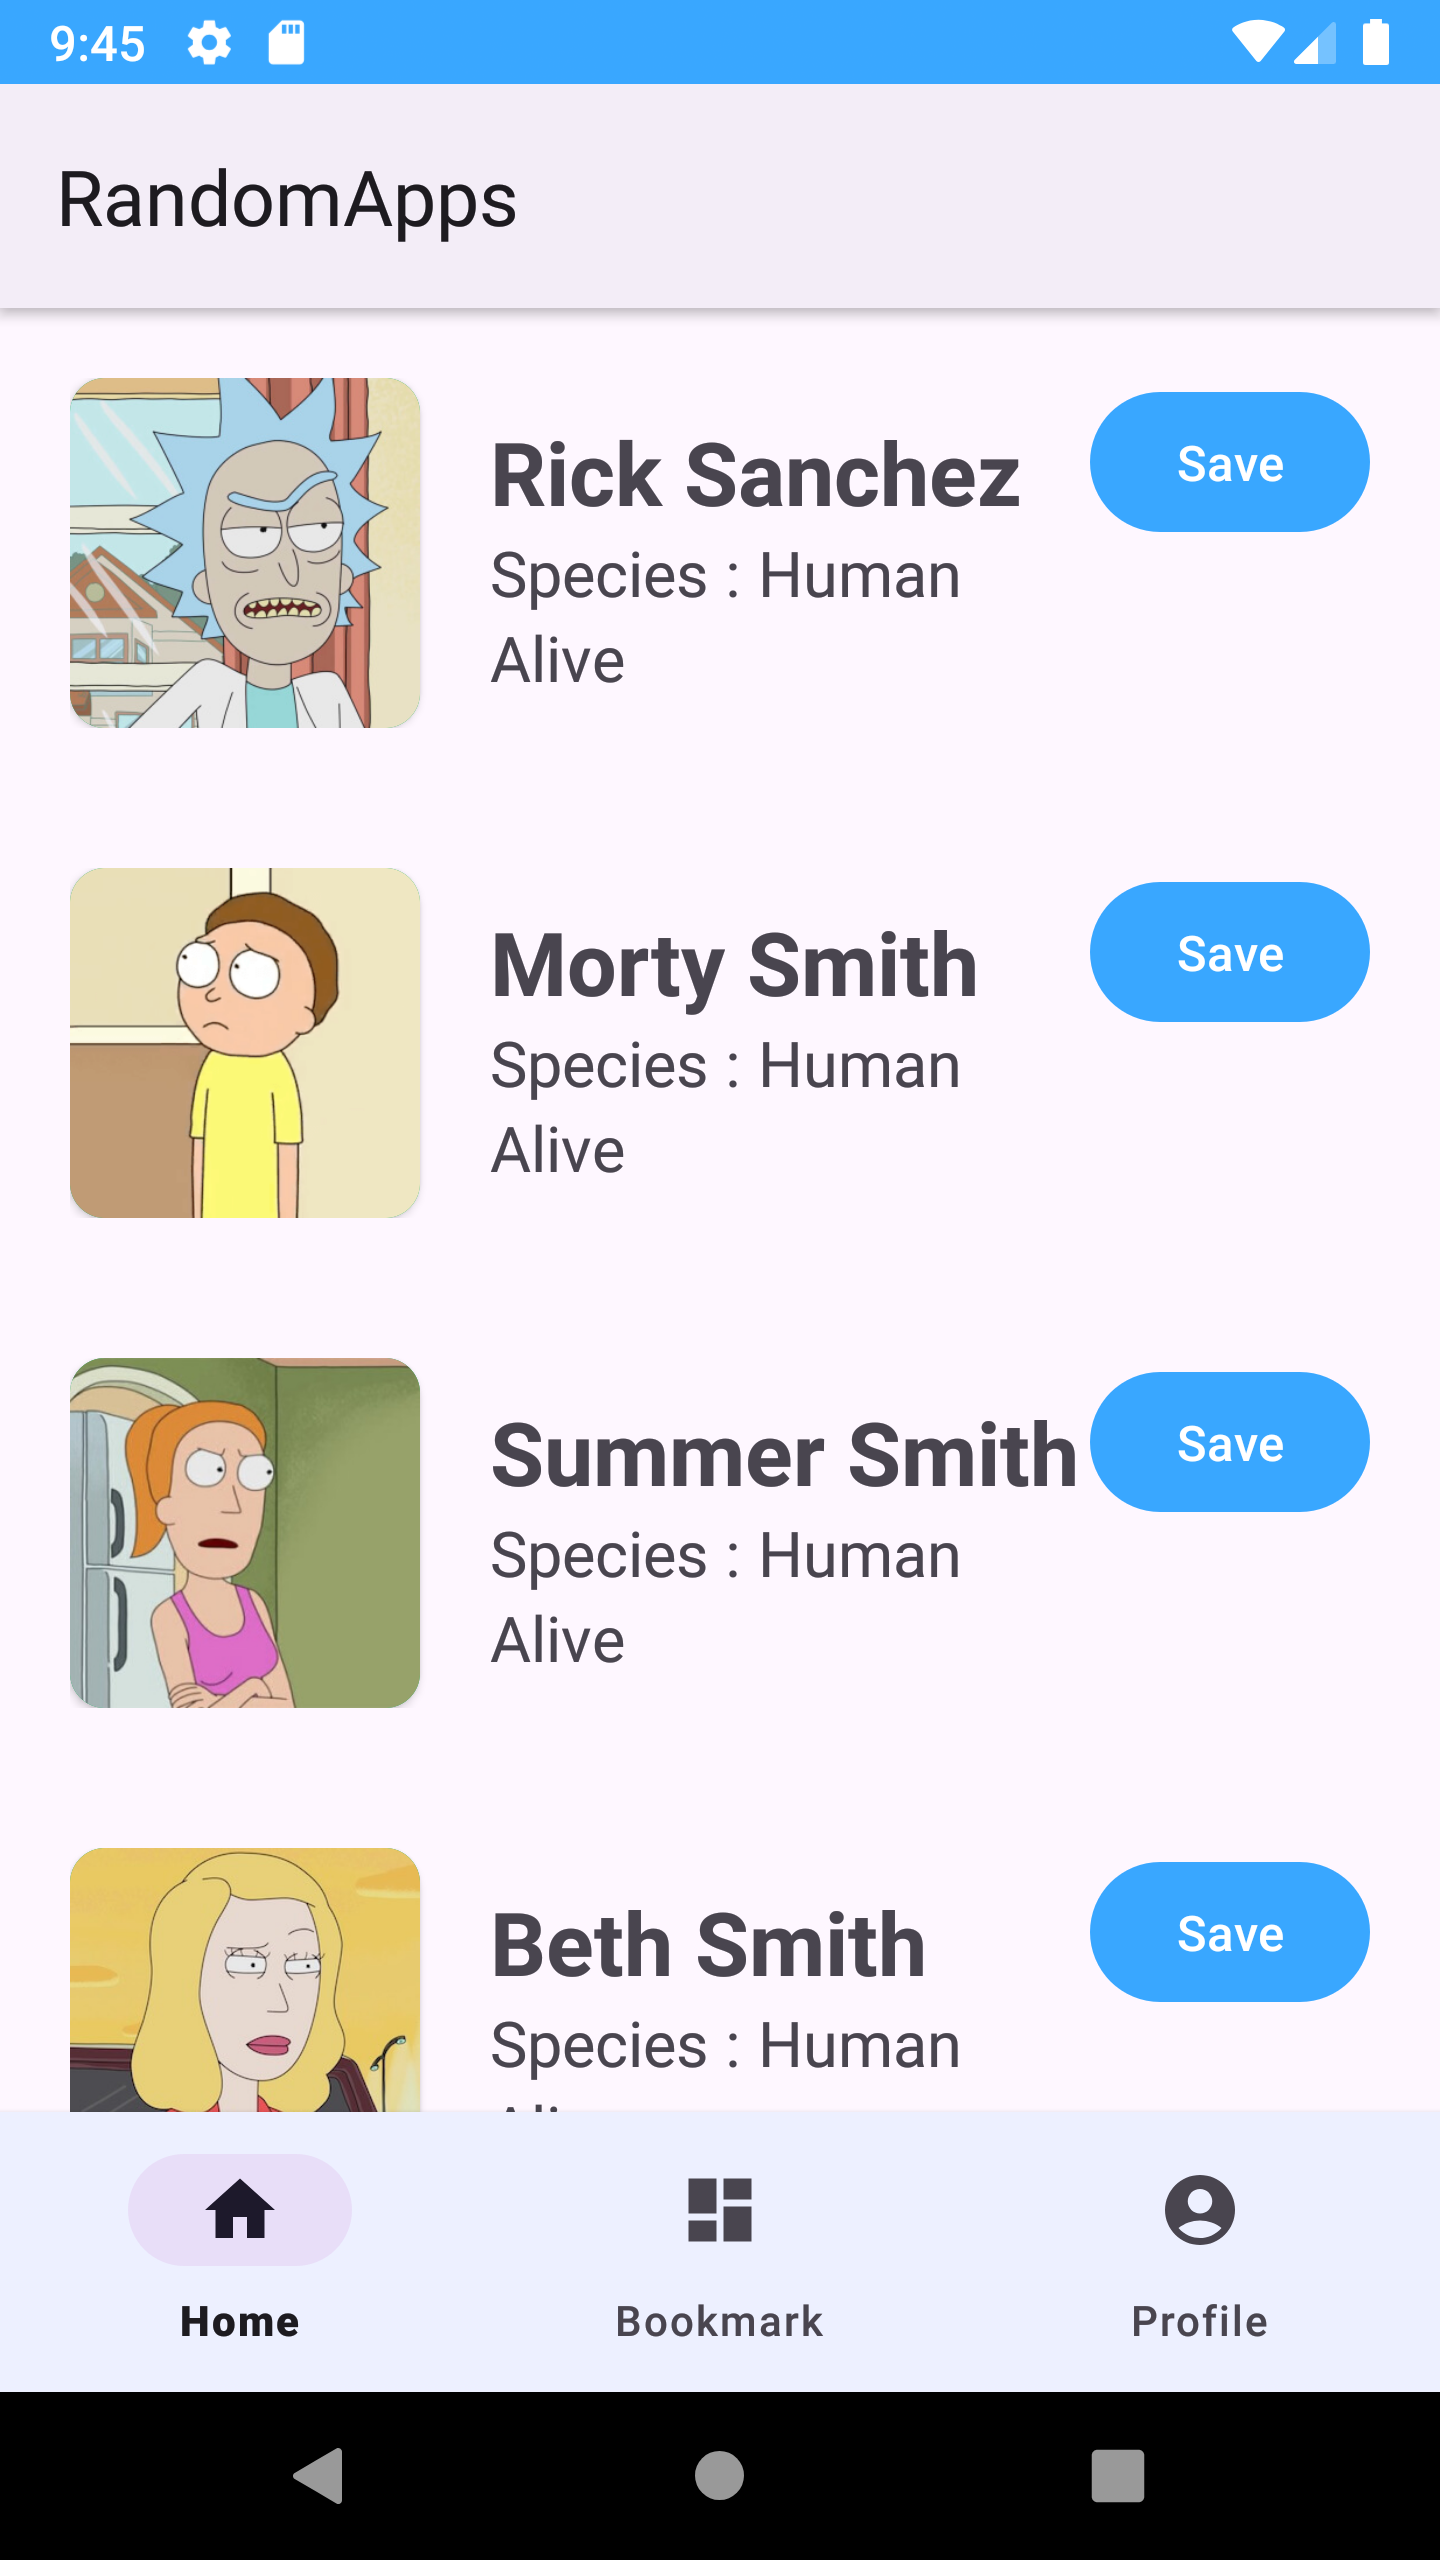 9:45
RandomApps
Rick Sanchez
Save
Species : Human
Alive
Morty Smith
Save
Species : Human
Alive
Summer Smith
Save
Species : Human
Alive
Beth Smith
Save
Species : Human
Home
Bookmark
Profile